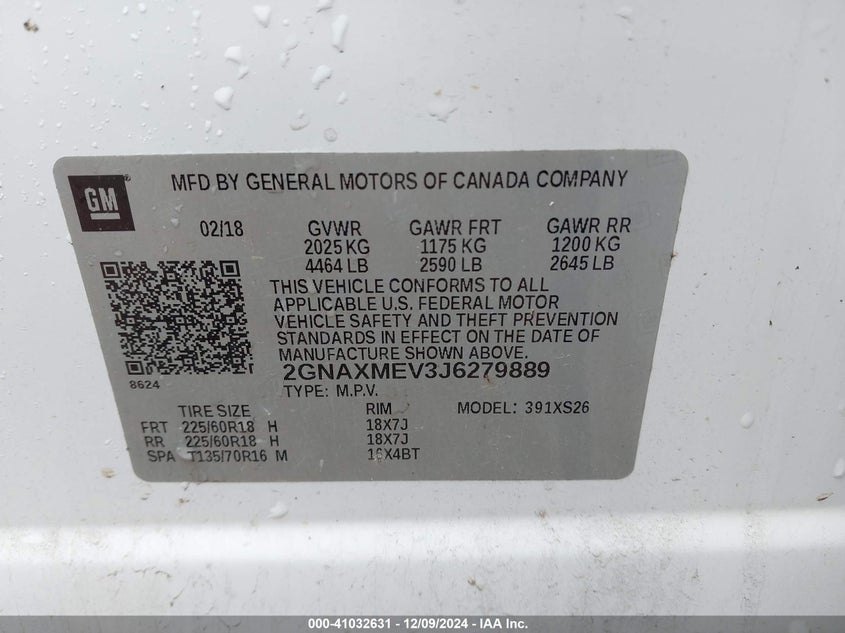 GM
MFD BY GENERAL MOTORS OF CANADA COMPANY
02/18 GVWR GAWR FRT GAWR RR
2025 KG 1175 KG 1200 KG
4464 LB 2590 LB 2645 LB
THIS VEHICLE CONFORMS TO ALL
APPLICABLE U.S. FEDERAL MOTOR
VEHICLE SAFETY AND THEFT PREVENTION
STANDARDS IN EFFECT ON THE DATE OF
MANUFACTURE SHOWN ABOVE.
2GNAXMEV3J6279889
8624
TYPE: M.P.V.
TIRE SIZE RIM MODEL: 391XS26
FRT 225/60R18 H 18X7J
RR 225/60R18 H 18X7J
SPA T135/70R16 M 16X4BT
000-41032631 - 12/09/2024 - IAA Inc.